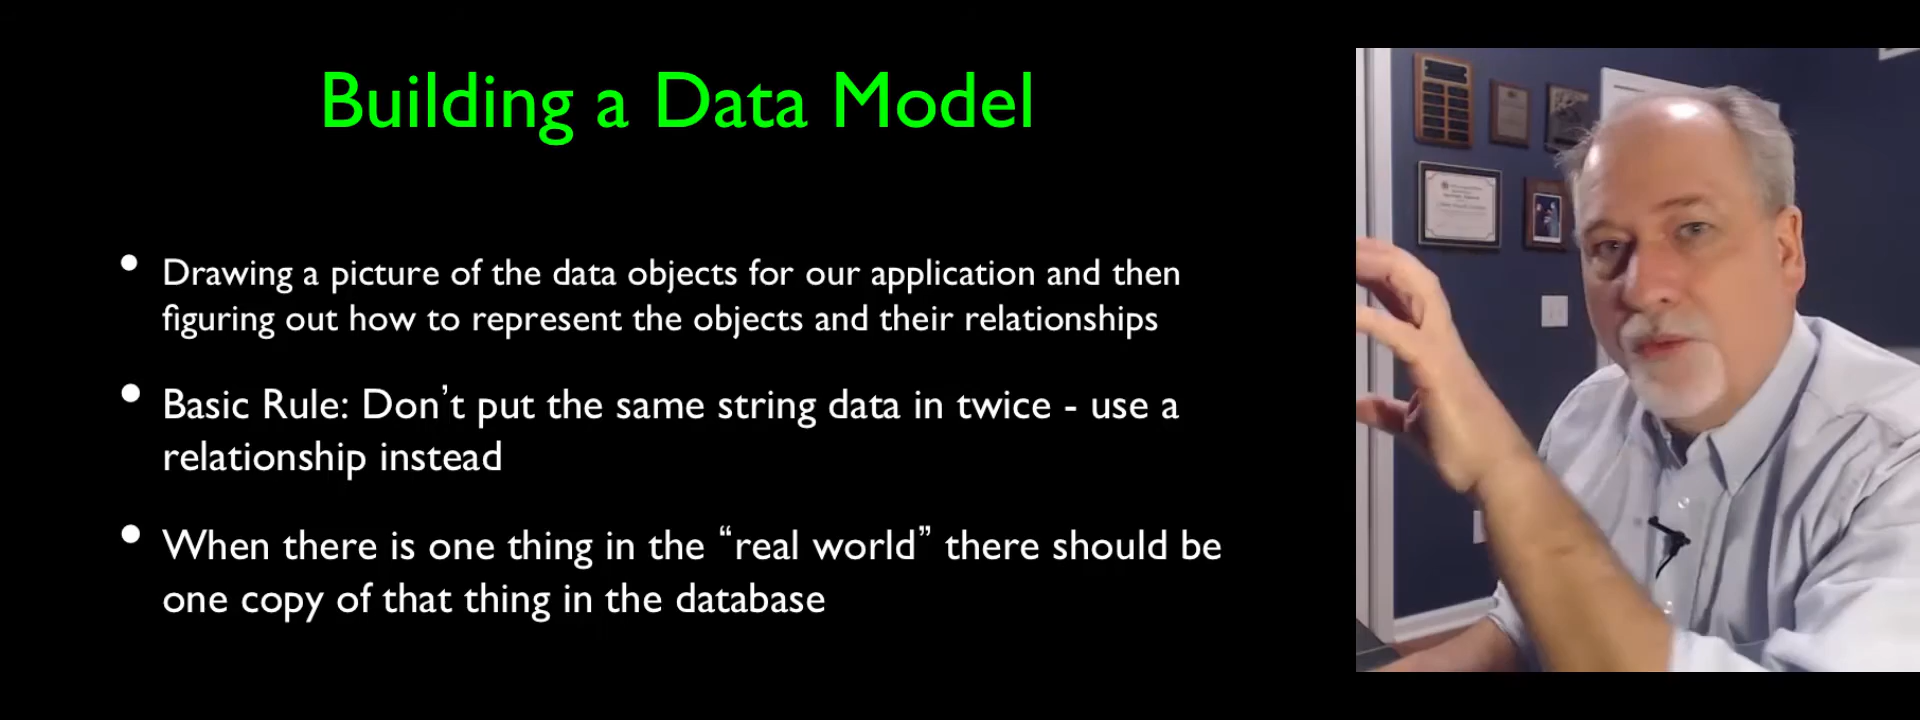 Building a Data Model
• Drawing a picture of the data objects for our application and then
figuring out how to represent the objects and their relationships
• Basic Rule: Don’t put the same string data in twice - use a
relationship instead
• When there is one thing in the “real world” there should be
one copy of that thing in the database